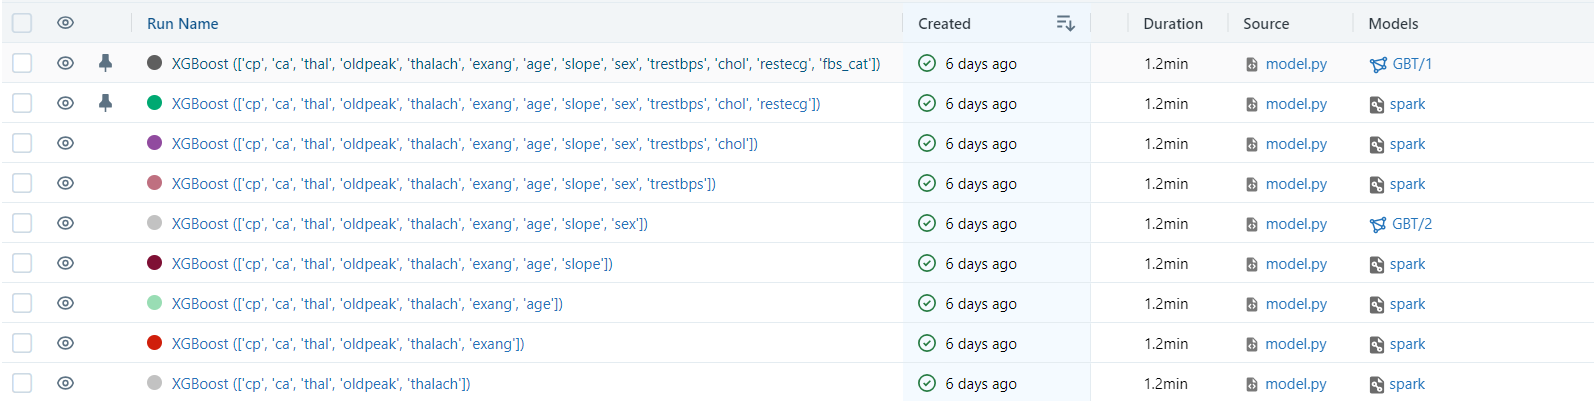 Run Name Created Duration Source Models
XGBoost (['cp', 'ca', 'thal', 'oldpeak', 'thalach', 'exang', 'age', 'slope', 'sex', 'trestbps', 'chol', 'restecg', 'fbs_cat']) 6 days ago 1.2min model.py GBT/1
XGBoost (['cp', 'ca', 'thal', 'oldpeak', 'thalach', 'exang', 'age', 'slope', 'sex', 'trestbps', 'chol', 'restecg']) 6 days ago 1.2min model.py spark
XGBoost (['cp', 'ca', 'thal', 'oldpeak', 'thalach', 'exang', 'age', 'slope', 'sex', 'trestbps', 'chol']) 6 days ago 1.2min model.py spark
XGBoost (['cp', 'ca', 'thal', 'oldpeak', 'thalach', 'exang', 'age', 'slope', 'sex', 'trestbps']) 6 days ago 1.2min model.py spark
XGBoost (['cp', 'ca', 'thal', 'oldpeak', 'thalach', 'exang', 'age', 'slope', 'sex']) 6 days ago 1.2min model.py GBT/2
XGBoost (['cp', 'ca', 'thal', 'oldpeak', 'thalach', 'exang', 'age', 'slope']) 6 days ago 1.2min model.py spark
XGBoost (['cp', 'ca', 'thal', 'oldpeak', 'thalach', 'exang', 'age']) 6 days ago 1.2min model.py spark
XGBoost (['cp', 'ca', 'thal', 'oldpeak', 'thalach', 'exang']) 6 days ago 1.2min model.py spark
XGBoost (['cp', 'ca', 'thal', 'oldpeak', 'thalach']) 6 days ago 1.2min model.py spark